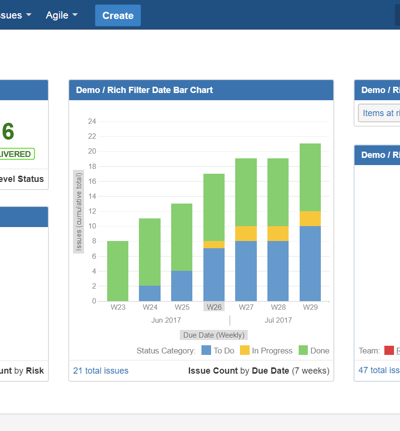 ssues Agile Create
Demo / Rich Filter Date Bar Chart
24
22
20
18
16
14
12
10
8
6
4
2
0
Issues (cumulative total)
W23 W24 W25 W26 W27 W28 W29
Jun 2017 Jul 2017
Due Date (Weekly)
Status Category: To Do In Progress Done
21 total issues Issue Count by Due Date (7 weeks)
6
IVERED
evel Status
unt by Risk
Demo / Ri
Items at ri
Demo / Ri
Team:
47 total iss